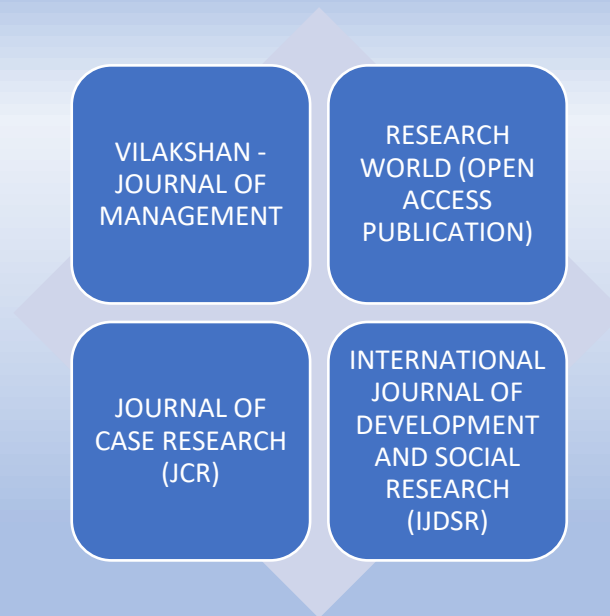 VILAKSHAN -
JOURNAL OF
MANAGEMENT
RESEARCH
WORLD (OPEN
ACCESS
PUBLICATION)
JOURNAL OF
CASE RESEARCH
(JCR)
INTERNATIONAL
JOURNAL OF
DEVELOPMENT
AND SOCIAL
RESEARCH
(IJDSR)